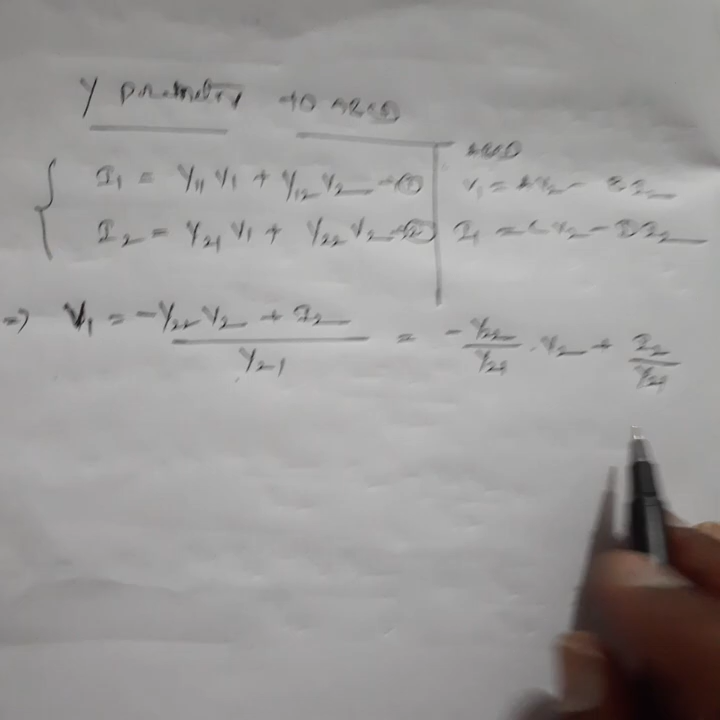 Y parametry to ABCD
I1 = Y11 V1 + Y12 V2 —①
I2 = Y21 V1 + Y22 V2 —②
ABCD
V1 = AV2 - BI2
I1 = CV2 - DI2
=> V1 = -Y22 V2 + I2 / Y21 = -Y22/Y21 . V2 + I2/Y21